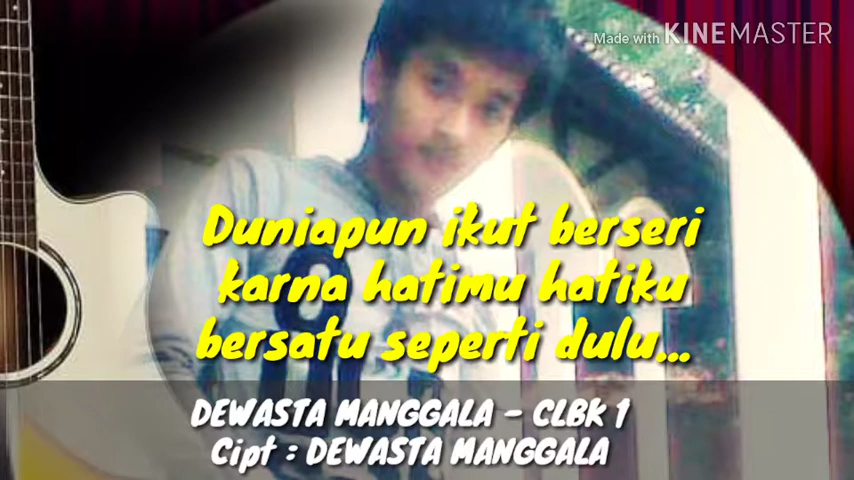 Made with KINEMASTER
Duniapun ikut berseri
karna hatimu hatiku
bersatu seperti dulu...
DEWASTA MANGGALA - CLBK 1
Cipt : DEWASTA MANGGALA